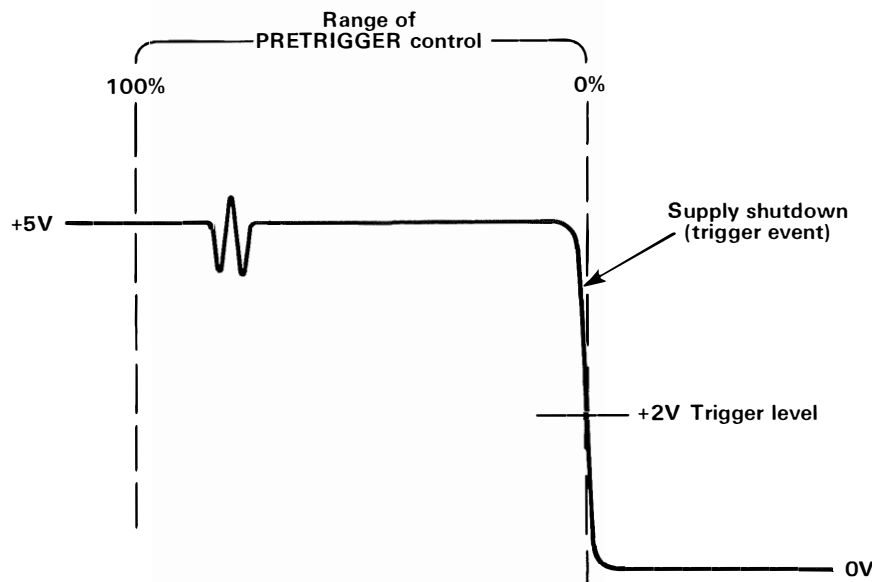 Range of
PRETRIGGER control
100%
0%
+5V
Supply shutdown
(trigger event)
+2V Trigger level
0V